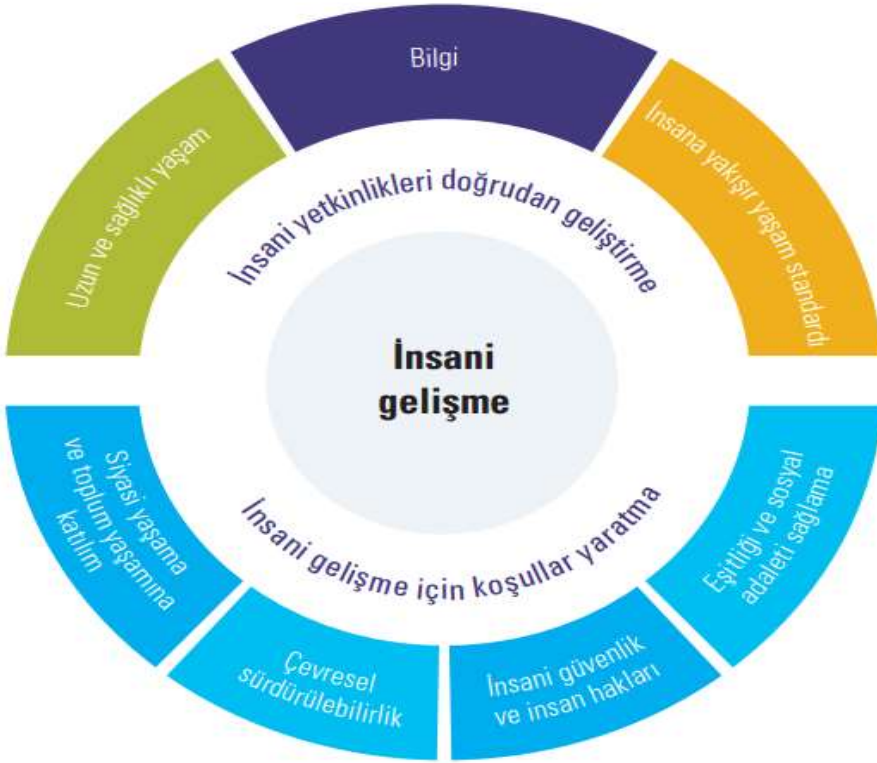 Bilgi
Uzun ve sağlıklı yaşam
İnsana yakışır yaşam standardı
İnsani yetkinlikleri doğrudan geliştirme
İnsani
gelişme
İnsani gelişme için koşullar yaratma
Siyasi yaşama
ve toplum yaşamına
katılım
Çevresel
sürdürülebilirlik
İnsani güvenlik
ve insan hakları
Eşitliği ve sosyal
adaleti sağlama